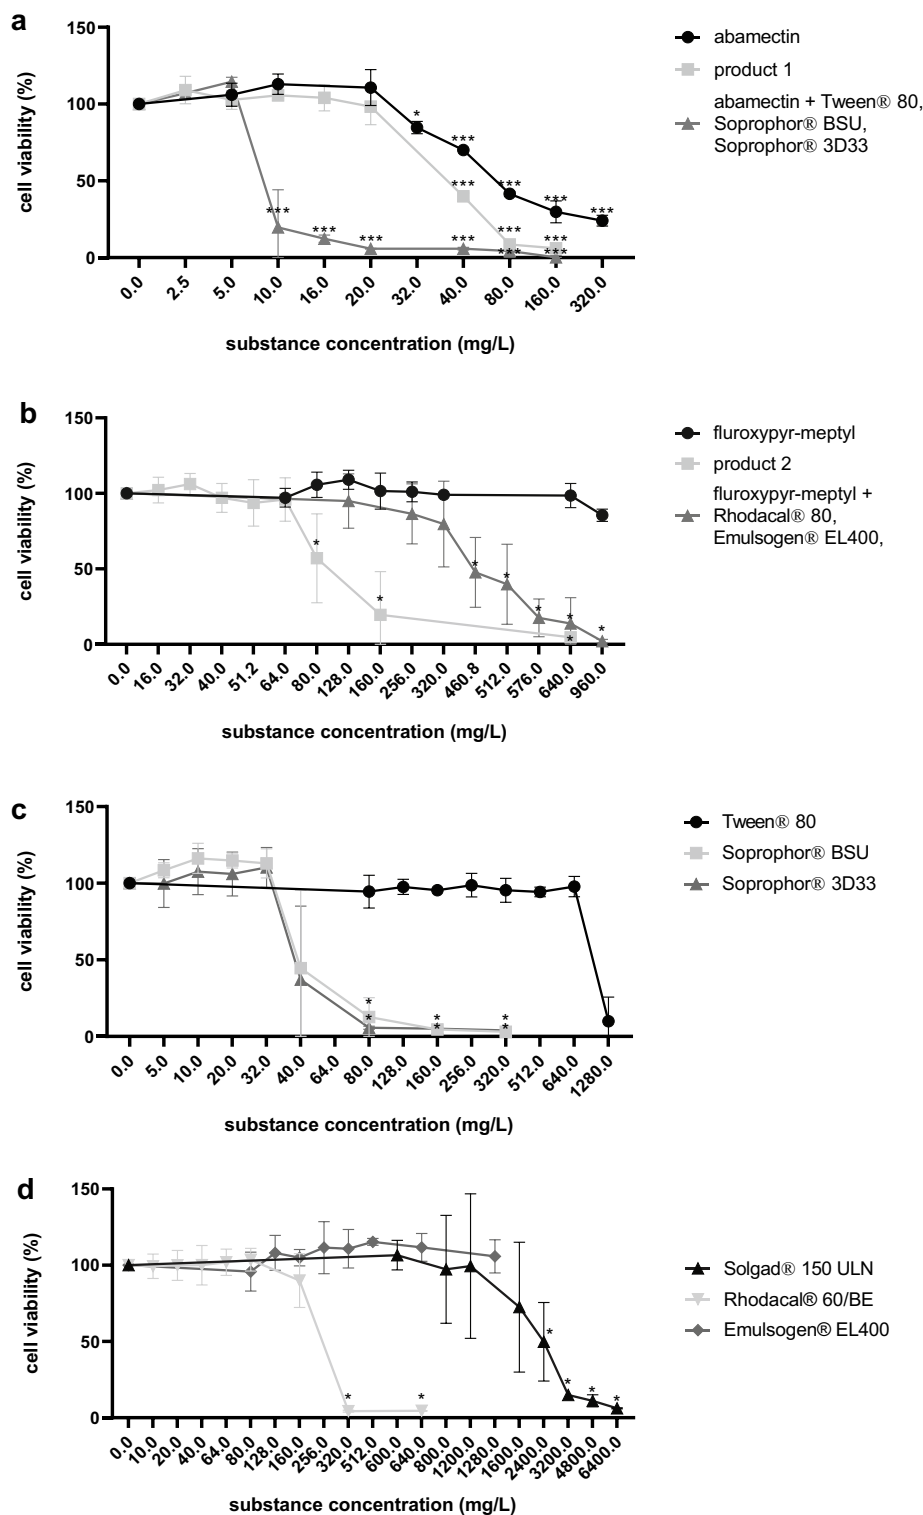 a
150
100
50
0
cell viability (%)
* *** *** *** ***
*** *** ***
*** *** *** *** *** ***
0.0 2.5 5.0 10.0 16.0 20.0 32.0 40.0 80.0 160.0 320.0
substance concentration (mg/L)
abamectin
product 1
abamectin + Tween® 80,
Soprophor® BSU,
Soprophor® 3D33
b
150
100
50
0
cell viability (%)
* * *
* * * * *
0.0 16.0 32.0 40.0 51.2 64.0 80.0 128.0 160.0 256.0 320.0 460.8 512.0 576.0 640.0 960.0
substance concentration (mg/L)
fluroxypyr-meptyl
product 2
fluroxypyr-meptyl +
Rhodacal® 80,
Emulsogen® EL400,
c
150
100
50
0
cell viability (%)
* * *
* * *
0.0 5.0 10.0 20.0 32.0 40.0 64.0 80.0 128.0 160.0 256.0 320.0 512.0 640.0 1280.0
substance concentration (mg/L)
Tween® 80
Soprophor® BSU
Soprophor® 3D33
d
150
100
50
0
cell viability (%)
* * * * * *
0.0 10.0 20.0 40.0 64.0 80.0 128.0 160.0 256.0 320.0 512.0 600.0 640.0 800.0 1200.0 1280.0 1600.0 2400.0 3200.0 4800.0 6400.0
substance concentration (mg/L)
Solgad® 150 ULN
Rhodacal® 60/BE
Emulsogen® EL400